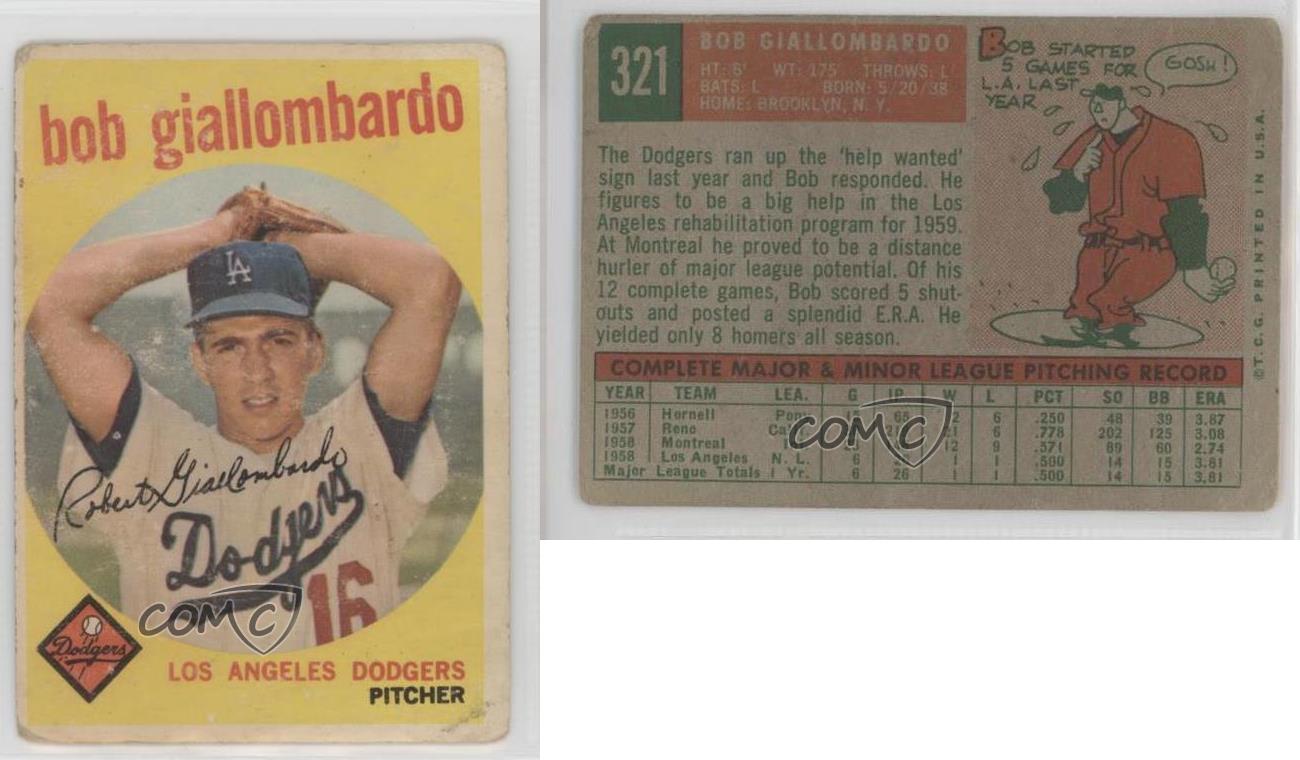 bob giallombardo
LA
Robert Giallombardo
Dodgers
16
Dodgers
LOS ANGELES DODGERS
PITCHER
COMC
321
BOB GIALLOMBARDO
HT: 6' WT: 175 THROWS: L
BATS: L BORN: 5/20/38
HOME: BROOKLYN, N. Y.
BOB STARTED
5 GAMES FOR
L.A. LAST
YEAR
GOSH!
The Dodgers ran up the 'help wanted'
sign last year and Bob responded. He
figures to be a big help in the Los
Angeles rehabilitation program for 1959.
At Montreal he proved to be a distance
hurler of major league potential. Of his
12 complete games, Bob scored 5 shut-
outs and posted a splendid E.R.A. He
yielded only 8 homers all season.
COMPLETE MAJOR & MINOR LEAGUE PITCHING RECORD
YEAR TEAM LEA. G IP W L PCT SO BB ERA
1956 Hornell Pony 68 2 6 .250 48 39 3.87
1957 Reno 21 6 .778 202 125 3.08
1958 Montreal 12 9 .571 89 60 2.74
1958 Los Angeles N. L. 6 1 1 .500 14 15 3.81
Major League Totals 1 Yr. 6 26 1 1 .500 14 15 3.81
COMC
©T.C.G. PRINTED IN U.S.A.